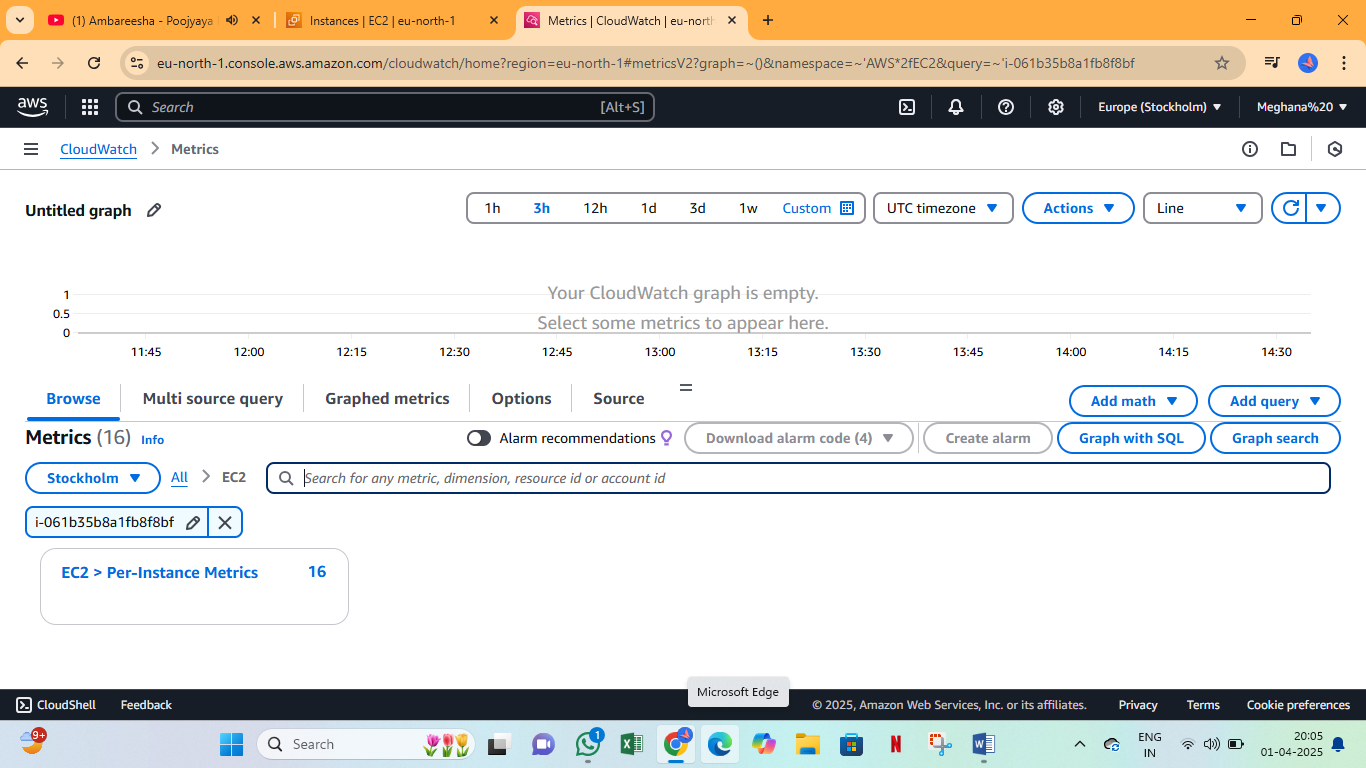 (1) Ambareesha - Poojyaya
Instances | EC2 | eu-north-1
Metrics | CloudWatch | eu-nort
eu-north-1.console.aws.amazon.com/cloudwatch/home?region=eu-north-1#metricsV2?graph=~()&namespace=~'AWS*2fEC2&query=~'i-061b35b8a1fb8f8bf
aws Search [Alt+S] Europe (Stockholm) Meghana%20
CloudWatch Metrics
Untitled graph 1h 3h 12h 1d 3d 1w Custom UTC timezone Actions Line
Your CloudWatch graph is empty.
Select some metrics to appear here.
1
0.5
0
11:45 12:00 12:15 12:30 12:45 13:00 13:15 13:30 13:45 14:00 14:15 14:30
Browse Multi source query Graphed metrics Options Source Add math Add query
Metrics (16) Info Alarm recommendations Download alarm code (4) Create alarm Graph with SQL Graph search
Stockholm All EC2 Search for any metric, dimension, resource id or account id
i-061b35b8a1fb8f8bf
EC2 > Per-Instance Metrics 16
Microsoft Edge
CloudShell Feedback © 2025, Amazon Web Services, Inc. or its affiliates. Privacy Terms Cookie preferences
9+ Search 1 N W ENG 20:05
IN 01-04-2025